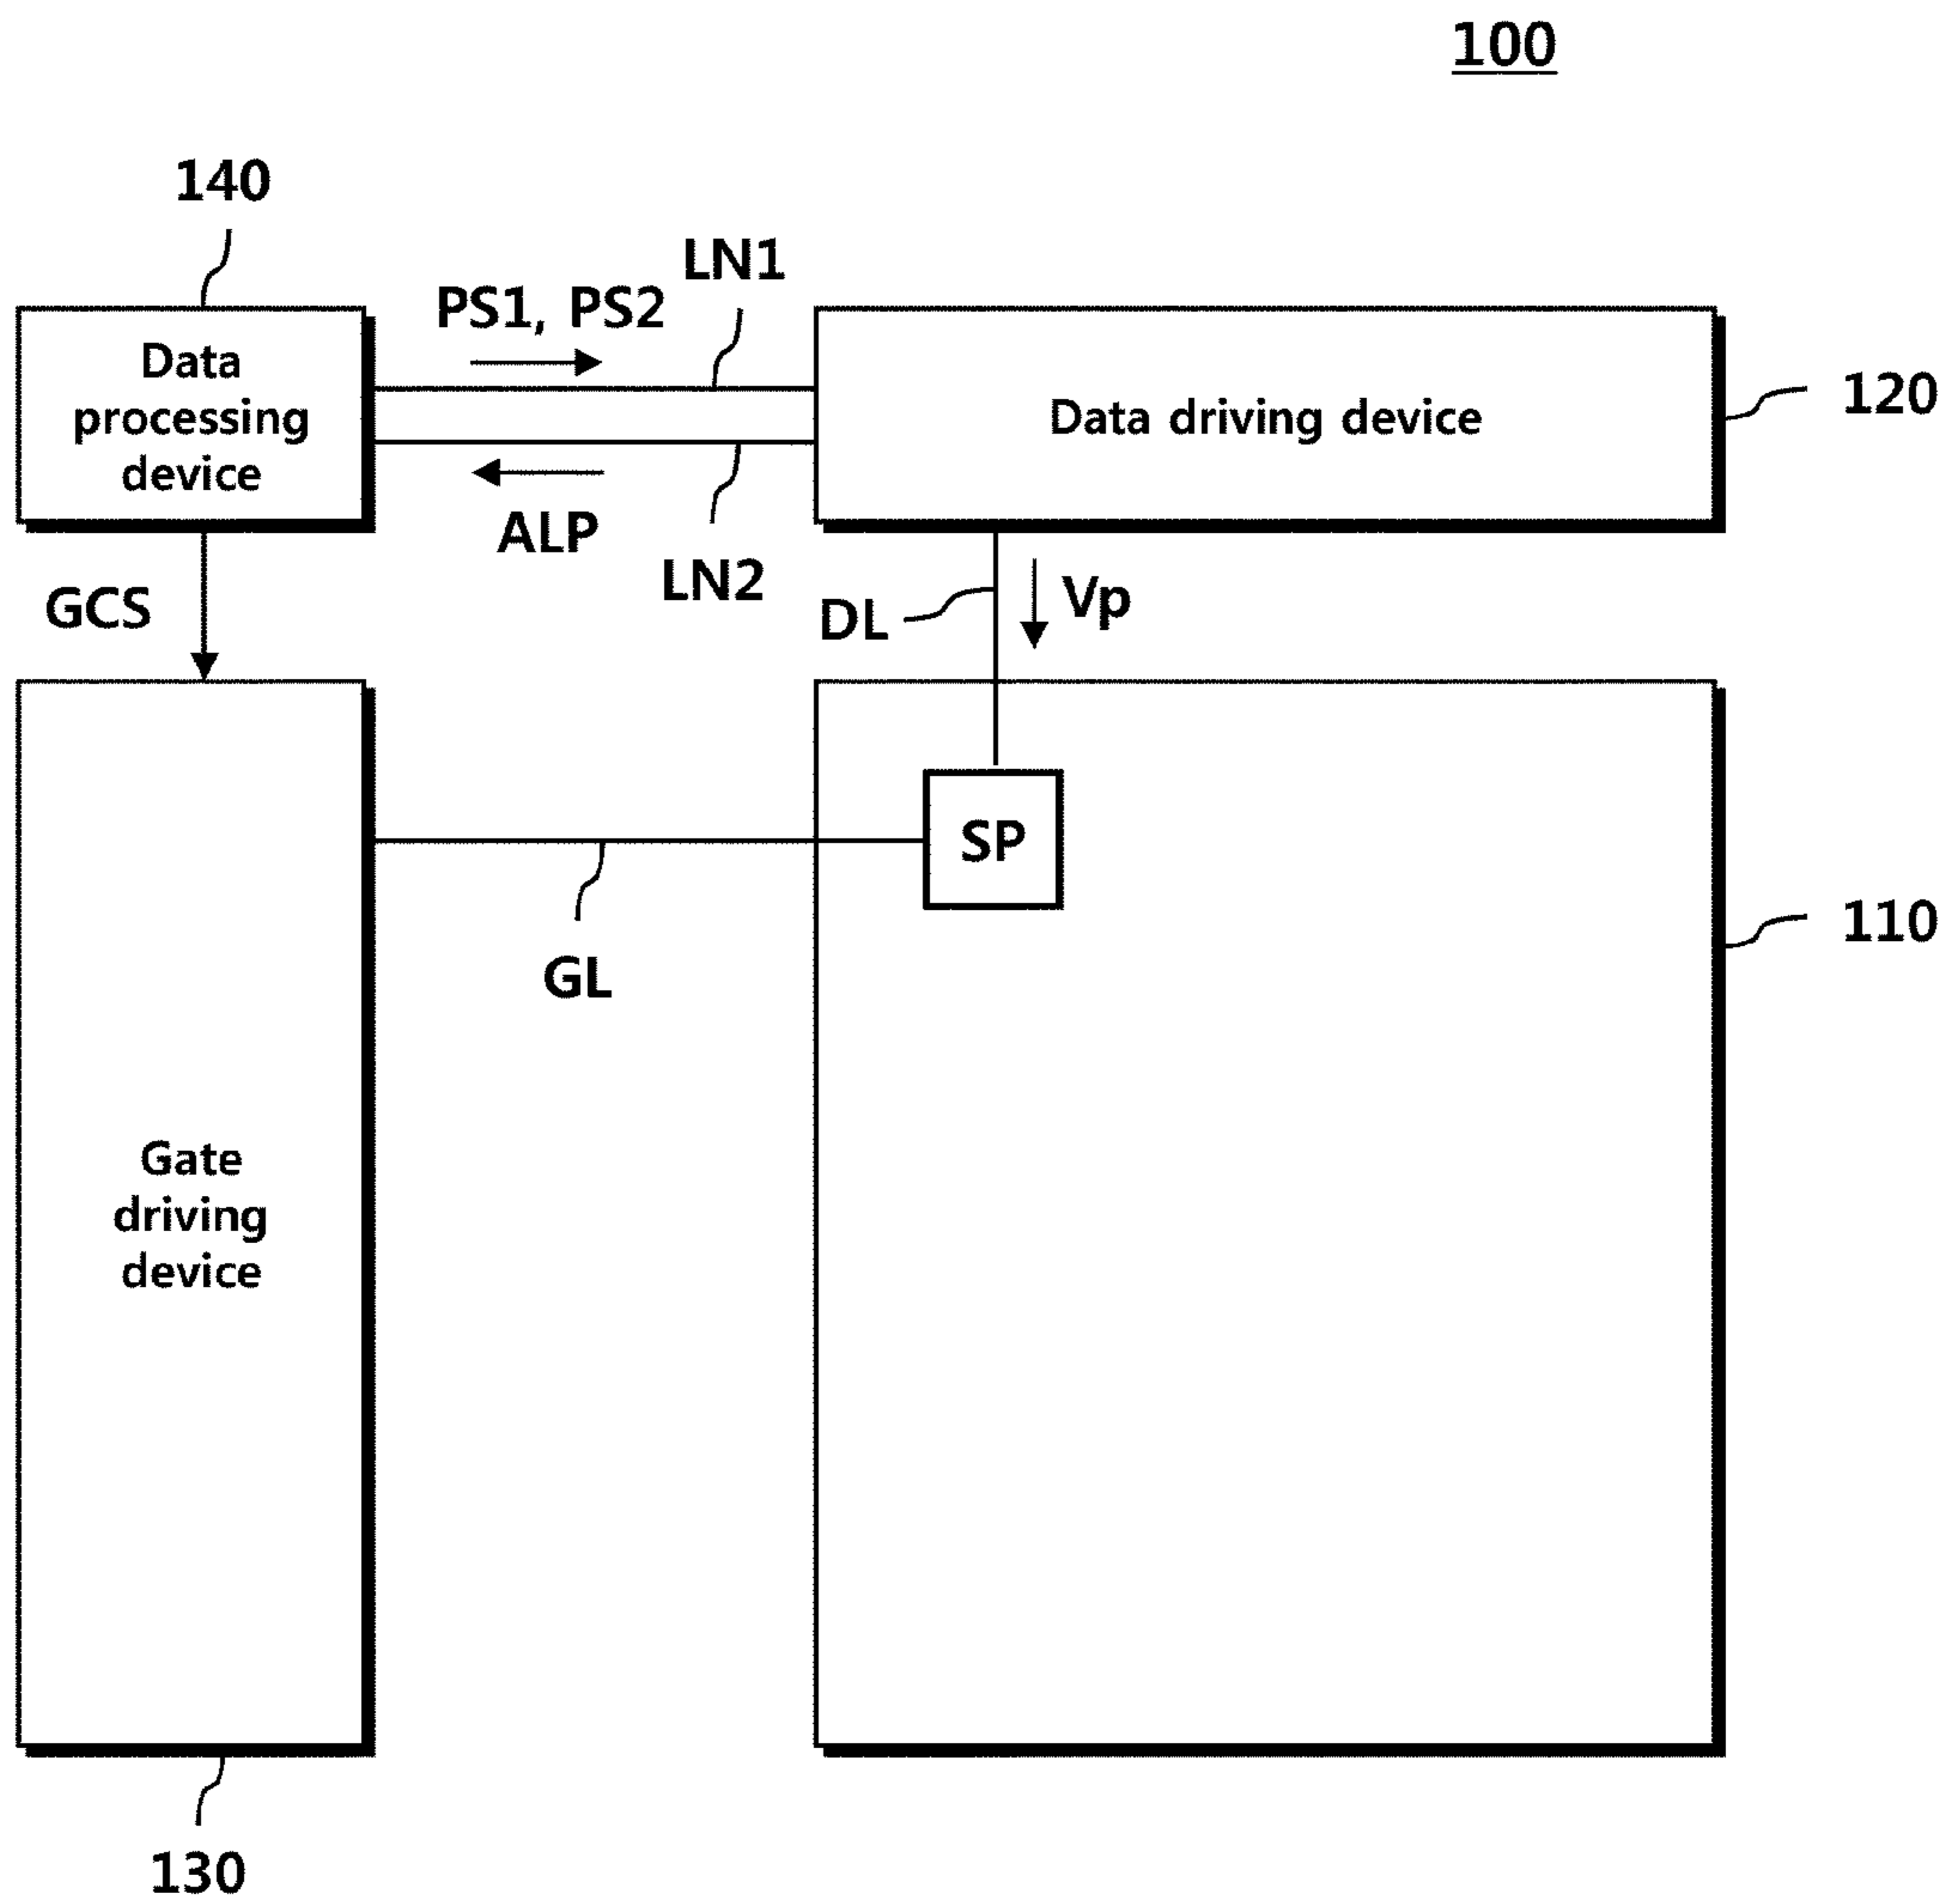 100
140
LN1
PS1, PS2
Data
processing
device
Data driving device
120
ALP
LN2
GCS
DL
Vp
SP
110
GL
Gate
driving
device
130